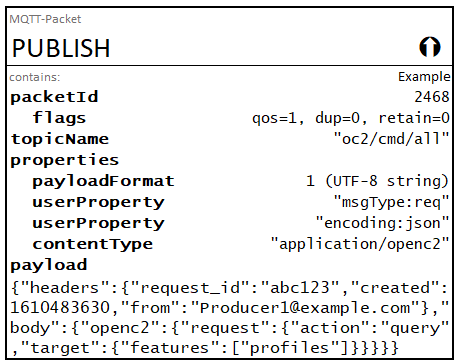 MQTT-Packet
PUBLISH
contains: Example
packetId 2468
flags qos=1, dup=0, retain=0
topicName "oc2/cmd/all"
properties
payloadFormat 1 (UTF-8 string)
userProperty "msgType:req"
userProperty "encoding:json"
contentType "application/openc2"
payload
{"headers":{"request_id":"abc123","created":
1610483630,"from":"Producer1@example.com"},"
body":{"openc2":{"request":{"action":"query"
,"target":{"features":["profiles"]}}}}}